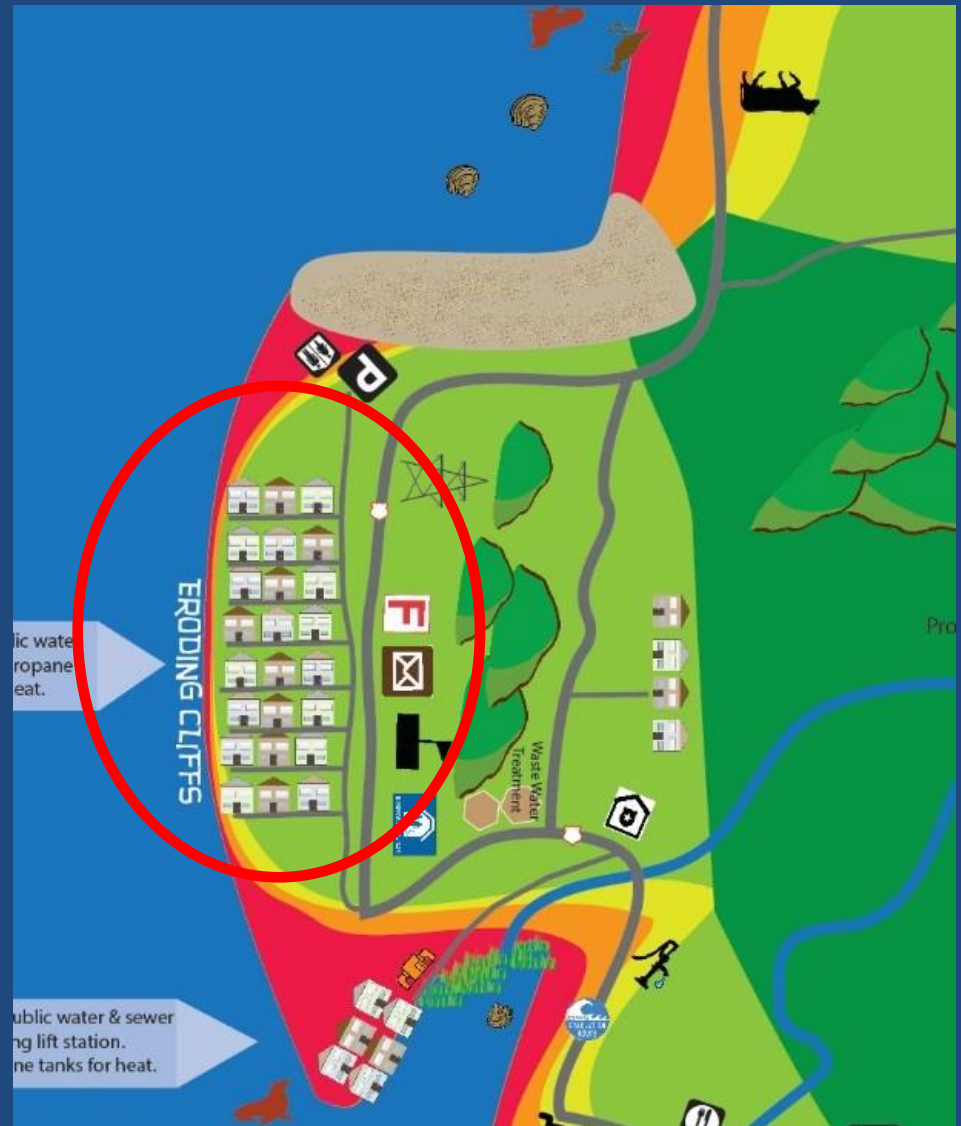 P
F
Pro
lic wate
ropane
eat.
ERODING CLIFFS
Waste Water
Treatment
ublic water & sewer
ng lift station.
ne tanks for heat.